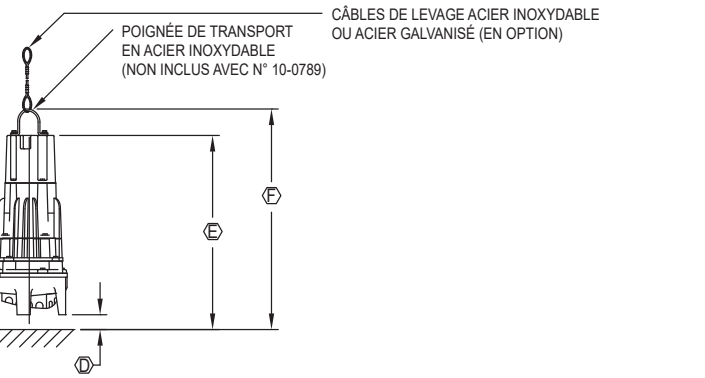 CÂBLES DE LEVAGE ACIER INOXYDABLE
OU ACIER GALVANISÉ (EN OPTION)
POIGNÉE DE TRANSPORT
EN ACIER INOXYDABLE
(NON INCLUS AVEC N° 10-0789)
F
E
D